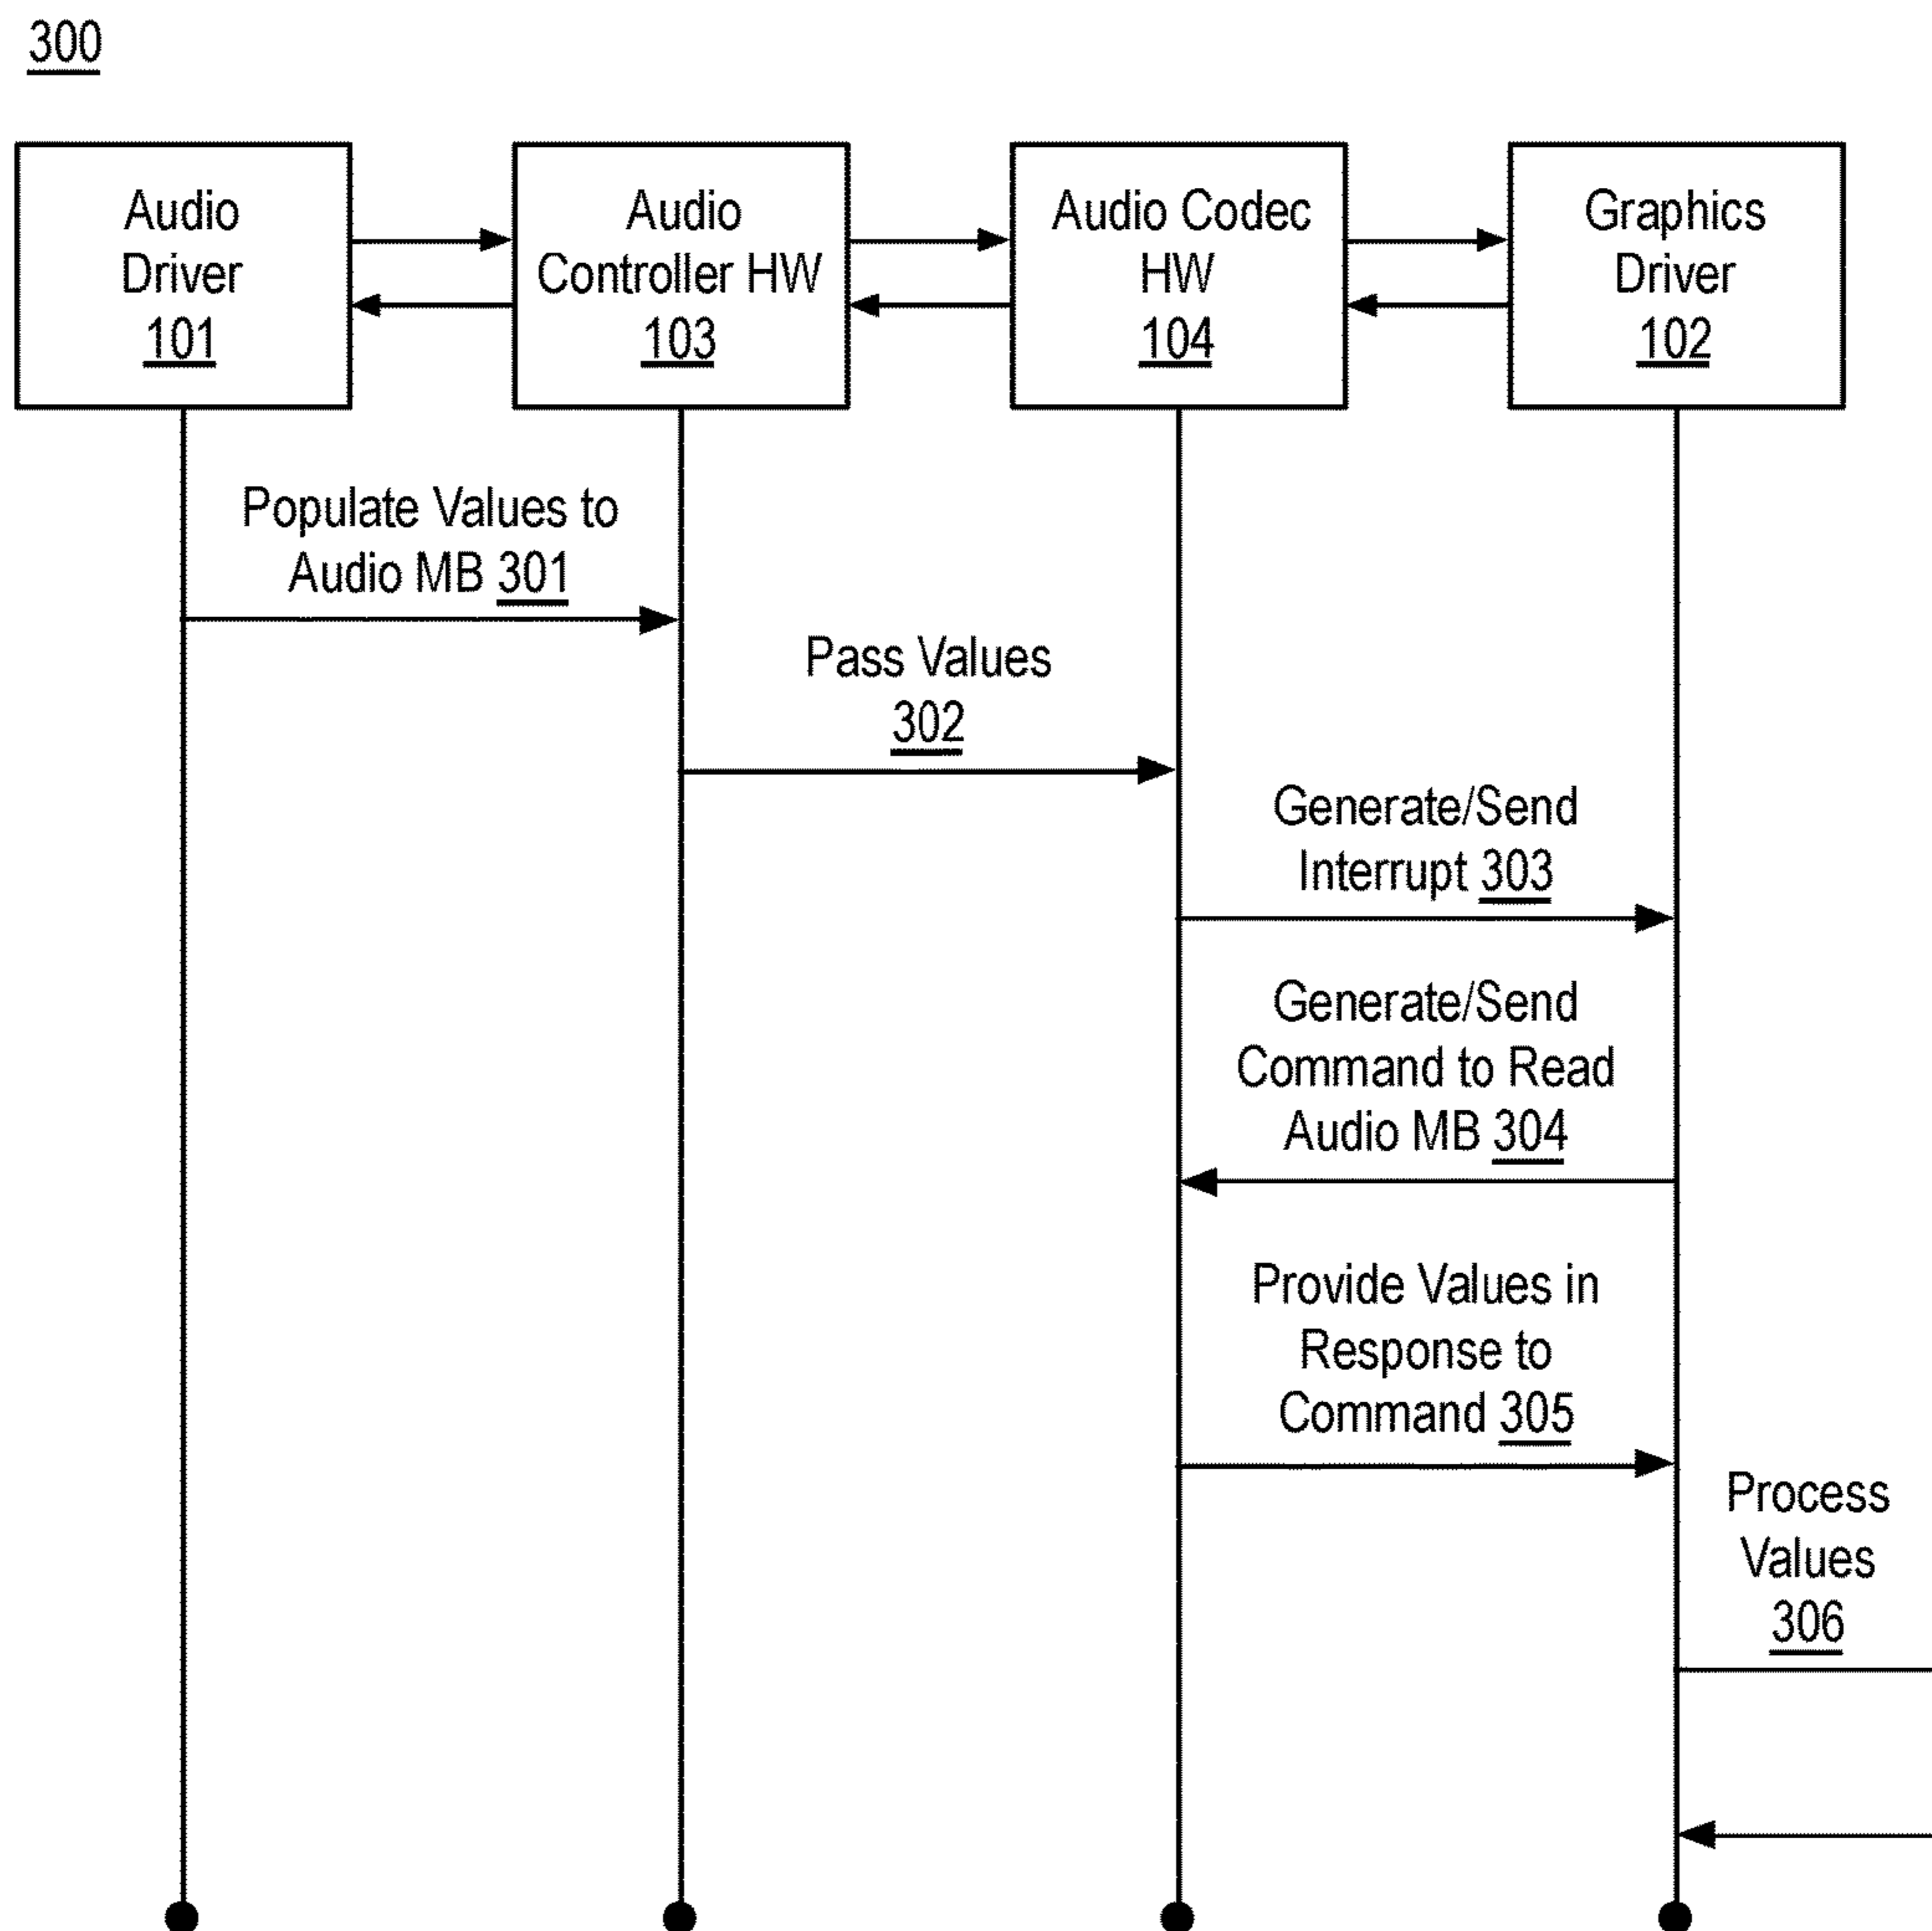 300
Audio
Driver
101
Audio
Controller HW
103
Audio Codec
HW
104
Graphics
Driver
102
Populate Values to
Audio MB 301
Pass Values
302
Generate/Send
Interrupt 303
Generate/Send
Command to Read
Audio MB 304
Provide Values in
Response to
Command 305
Process
Values
306